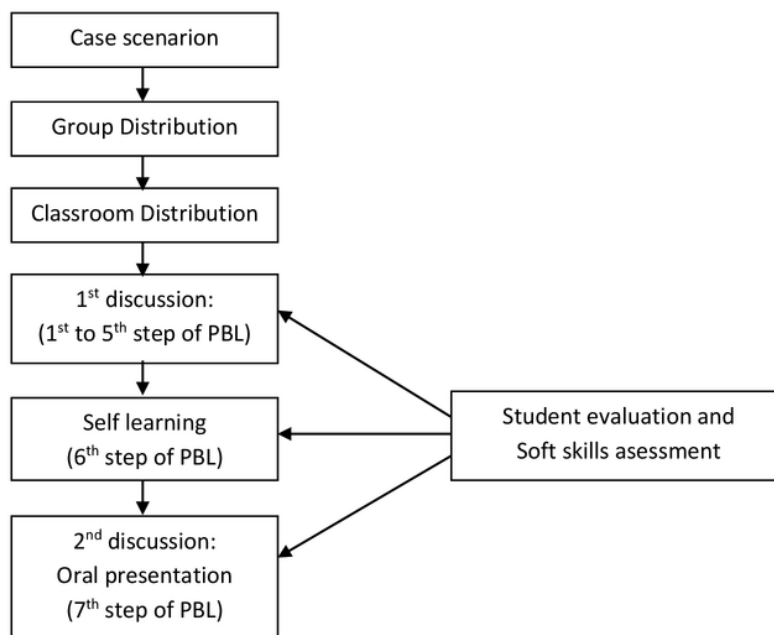 Case scenarion
Group Distribution
Classroom Distribution
1st discussion:
(1st to 5th step of PBL)
Self learning
(6th step of PBL)
2nd discussion:
Oral presentation
(7th step of PBL)
Student evaluation and
Soft skills asessment